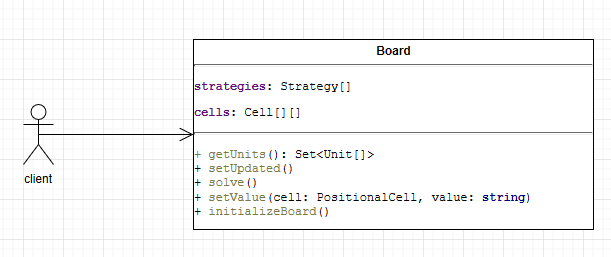 Board
strategies: Strategy[]
cells: Cell[][]
+ getUnits(): Set<Unit[]>
+ setUpdated()
+ solve()
+ setValue(cell: PositionalCell, value: string)
+ initializeBoard()
client